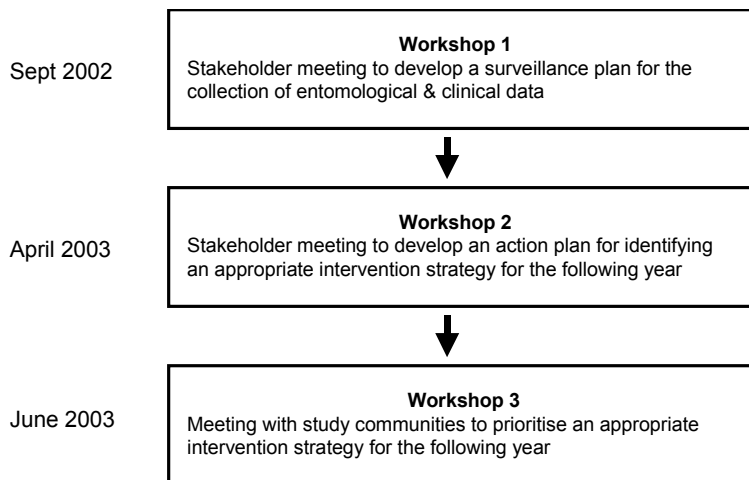 Sept 2002
Workshop 1
Stakeholder meeting to develop a surveillance plan for the
collection of entomological & clinical data
April 2003
Workshop 2
Stakeholder meeting to develop an action plan for identifying
an appropriate intervention strategy for the following year
June 2003
Workshop 3
Meeting with study communities to prioritise an appropriate
intervention strategy for the following year